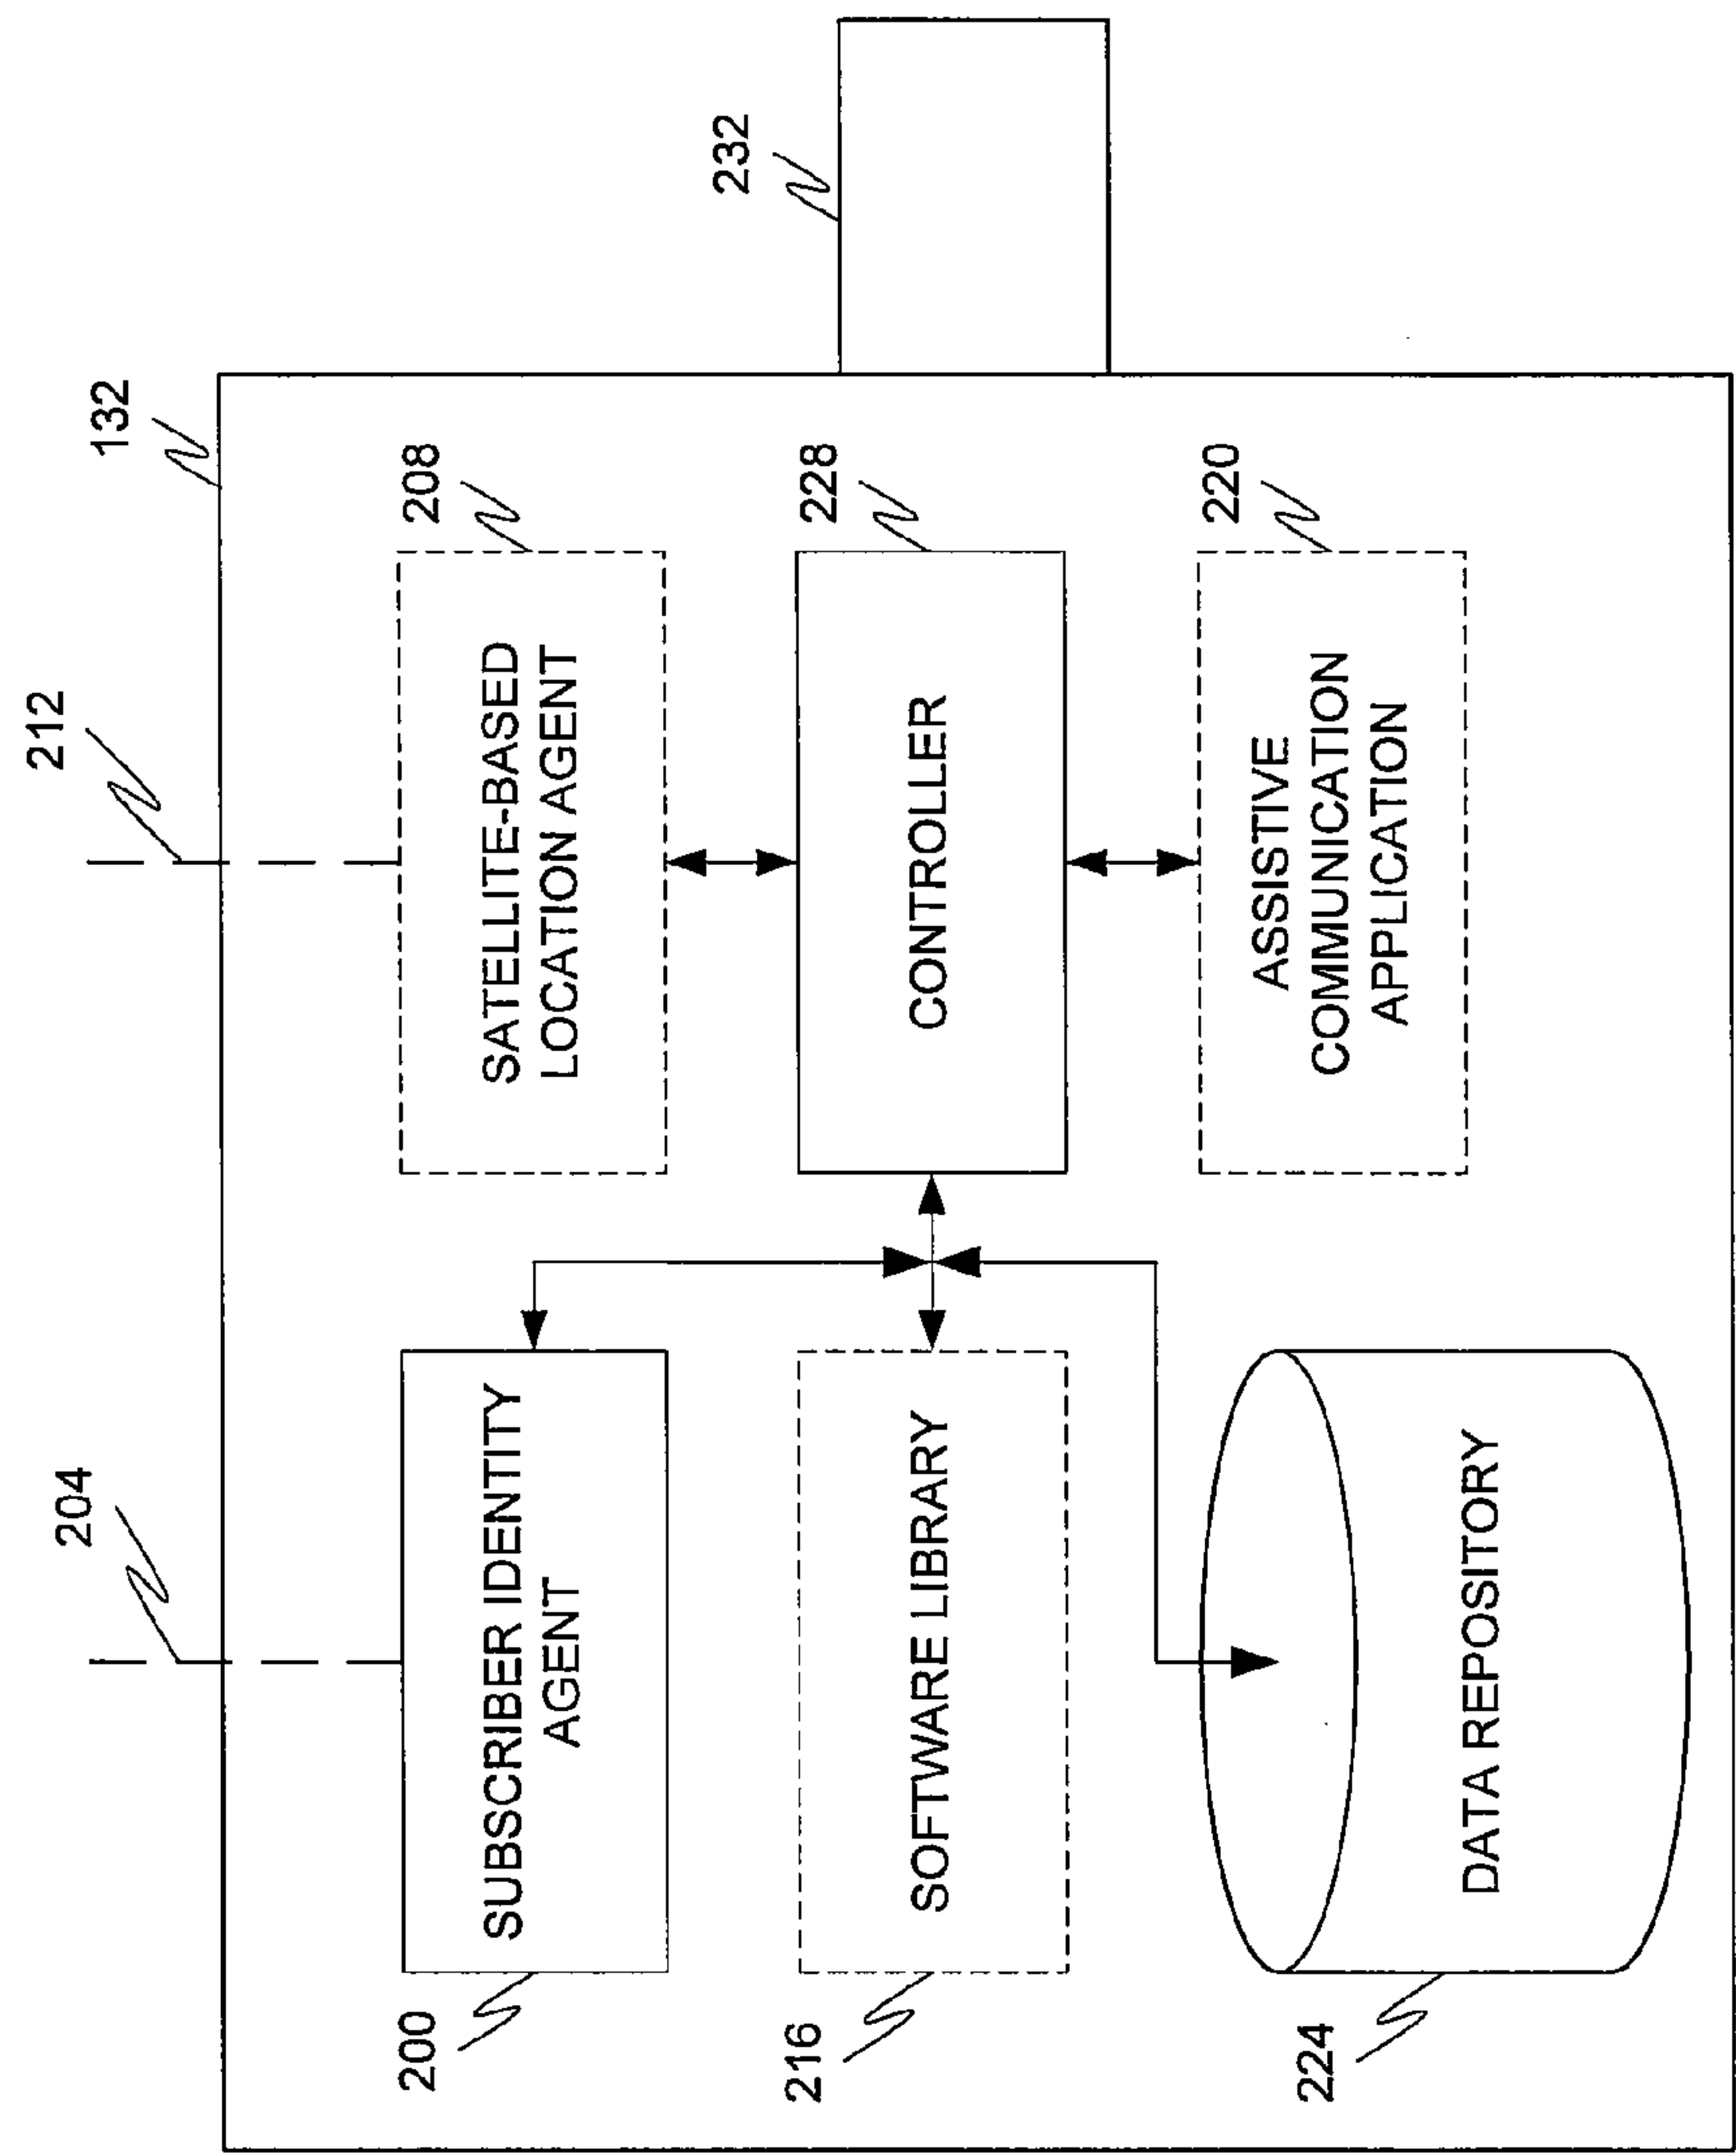 204
212
132
232
200
SUBSCRIBER IDENTITY
AGENT
SATELLITE-BASED
LOCATION AGENT
208
216
SOFTWARE LIBRARY
CONTROLLER
228
224
DATA REPOSITORY
ASSISTIVE
COMMUNICATION
APPLICATION
220